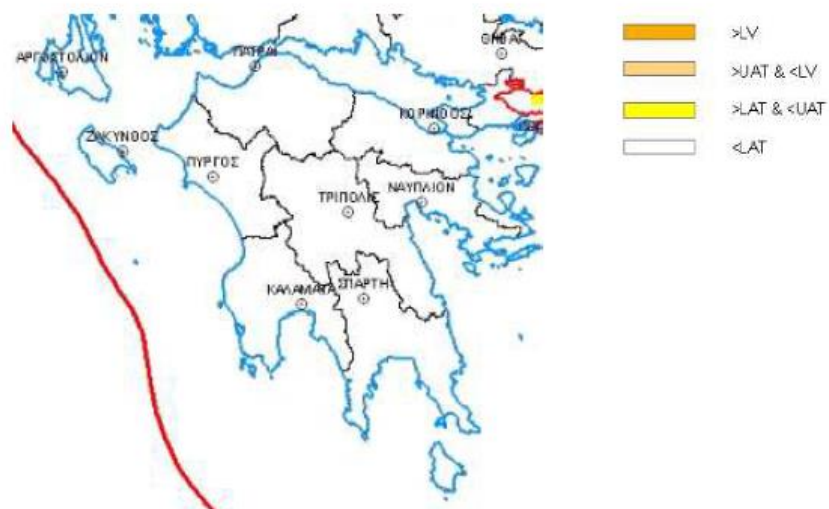 ΑΡΓΟΣΤΟΛΙΟΝ
ΠΑΤΡΑΙ
ΘΗΒΑΙ
ΚΟΡΙΝΘΟΣ
ΖΑΚΥΝΘΟΣ
ΠΥΡΓΟΣ
ΤΡΙΠΟΛΙΣ
ΝΑΥΠΛΙΟΝ
ΚΑΛΑΜΑΤΑ
ΣΠΑΡΤΗ
>LV
>UAT & <LV
>LAT & <UAT
<LAT